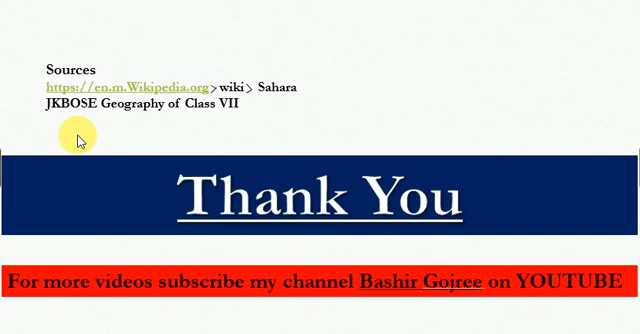 Sources
https://en.m.Wikipedia.org>wiki> Sahara
JKBOSE Geography of Class VII
Thank You
For more videos subscribe my channel Bashir Gojree on YOUTUBE